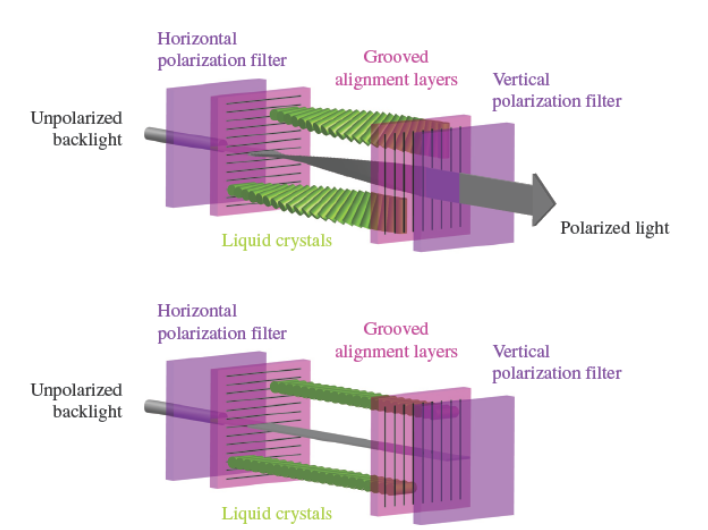 Horizontal
polarization filter
Grooved
alignment layers
Vertical
polarization filter
Unpolarized
backlight
Liquid crystals
Polarized light
Horizontal
polarization filter
Grooved
alignment layers
Vertical
polarization filter
Unpolarized
backlight
Liquid crystals